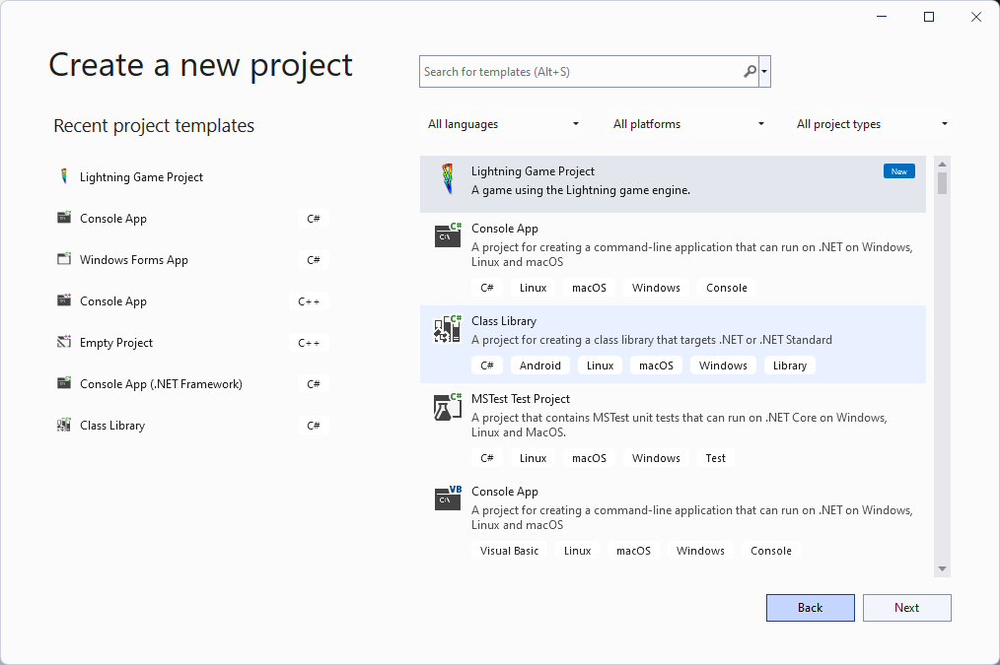 Create a new project
Search for templates (Alt+S)
Recent project templates
All languages
All platforms
All project types
Lightning Game Project
Console App
C#
Windows Forms App
C#
Console App
C++
Empty Project
C++
Console App (.NET Framework)
C#
Class Library
C#
Lightning Game Project
New
A game using the Lightning game engine.
C#
C:\
Console App
A project for creating a command-line application that can run on .NET on Windows,
Linux and macOS
C# Linux macOS Windows Console
C#
Class Library
A project for creating a class library that targets .NET or .NET Standard
C# Android Linux macOS Windows Library
C#
MSTest Test Project
A project that contains MSTest unit tests that can run on .NET Core on Windows,
Linux and MacOS.
C# Linux macOS Windows Test
VB
C:\
Console App
A project for creating a command-line application that can run on .NET on Windows,
Linux and macOS
Visual Basic Linux macOS Windows Console
Back
Next